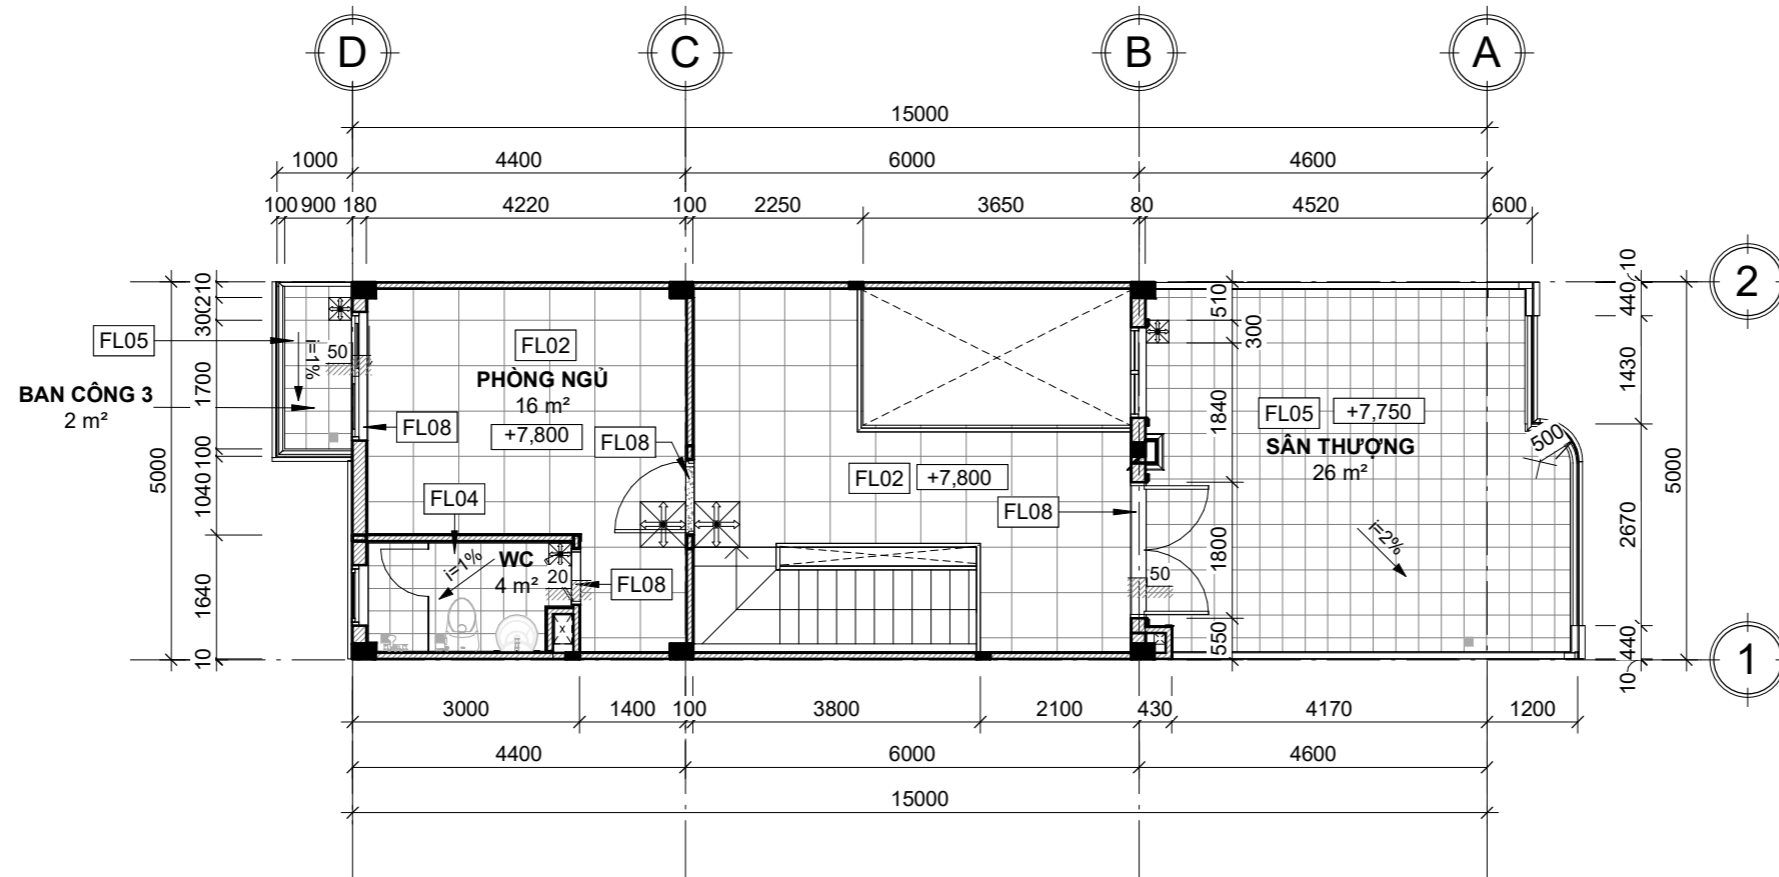 D C B A
15000
1000 4400 6000 4600
100 900 180 4220 100 2250 3650 80 4520 600
2
1
5000
10
300
1700
100
1040
1640
10
FL05
BAN CÔNG 3
2 m²
i=1%
50
FL02
PHÒNG NGỦ
16 m²
+7,800
FL08
FL08
FL04
i=1%
WC
4 m²
20
FL08
FL02 +7,800
FL08
510
300
1840
1800
50
550
FL05 +7,750
SÂN THƯỢNG
26 m²
i=2%
500
10
440
1430
2670
440
10
5000
3000 1400 100 3800 2100 430 4170 1200
4400 6000 4600
15000